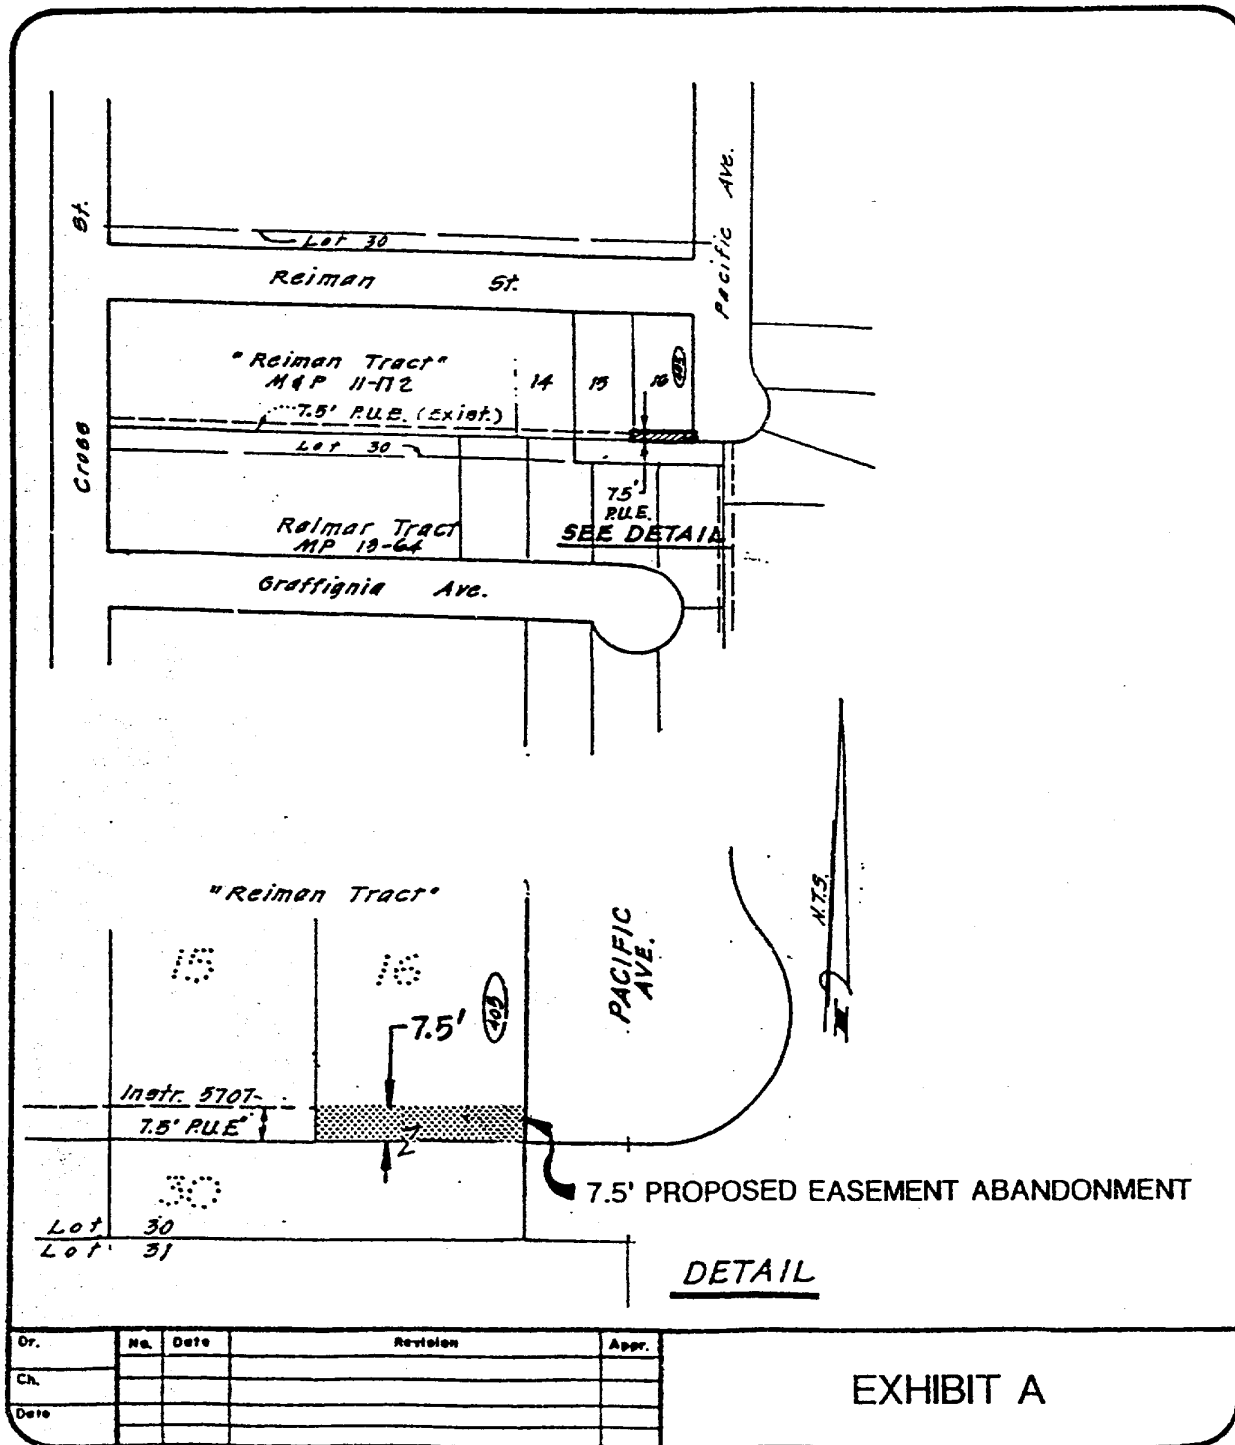 Lot 30
Reiman St.
Pacific Ave.
Cross St.
"Reiman Tract"
M & P 11-172
14
15
16
405
7.5' P.U.E. (Exist.)
Lot 30
7.5'
P.U.E.
SEE DETAIL
Reimar Tract
MP 13-64
Graffignia Ave.
"Reiman Tract"
15
16
405
7.5'
PACIFIC
AVE.
N.T.S.
Instr. 5707
7.5' P.U.E.
30
7.5' PROPOSED EASEMENT ABANDONMENT
Lot 30
Lot 31
DETAIL
Dr.
No. Date Revision Appr.
Ch.
Date
EXHIBIT A